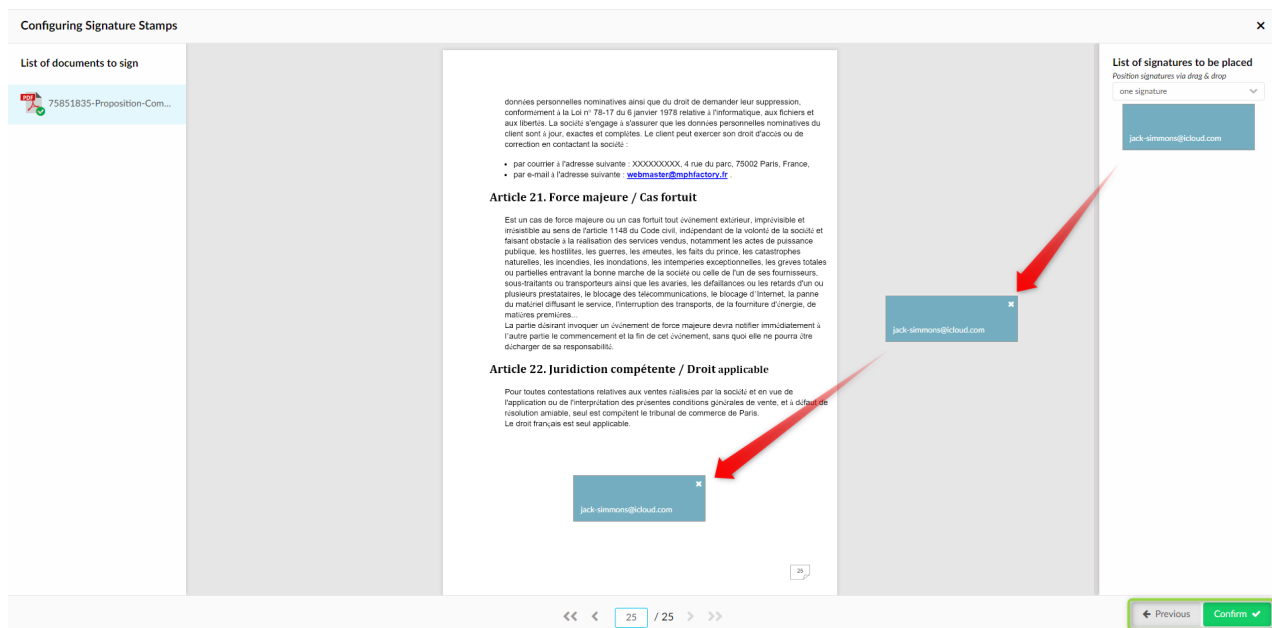 Configuring Signature Stamps
×
List of documents to sign
PDF
75851835-Proposition-Com...
données personnelles nominatives ainsi que du droit de demander leur suppression,
conformément à la Loi n° 78-17 du 6 janvier 1978 relative à l'informatique, aux fichiers et
aux libertés. La société s'engage à s'assurer que les données personnelles nominatives du
client sont à jour, exactes et complètes. Le client peut exercer son droit d'accès ou de
correction en contactant la société :
• par courrier à l'adresse suivante : XXXXXXXXX, 4 rue du parc, 75002 Paris, France,
• par e-mail à l'adresse suivante : webmaster@mphfactory.fr .
Article 21. Force majeure / Cas fortuit
Est un cas de force majeure ou un cas fortuit tout événement extérieur, imprévisible et
irrésistible au sens de l'article 1148 du Code civil, indépendant de la volonté de la société et
faisant obstacle à la réalisation des services vendus, notamment les actes de puissance
publique, les hostilités, les guerres, les émeutes, les faits du prince, les catastrophes
naturelles, les incendies, les inondations, les intemperies exceptionnelles, les greves totales
ou partielles entravant la bonne marche de la société ou celle de l'un de ses fournisseurs,
sous-traitants ou transporteurs ainsi que les avaries, les défaillances ou les retards d'un ou
plusieurs prestataires, le blocage des télécommunications, le blocage d'Internet, la panne
du matériel diffusant le service, l'interruption des transports, de la fourniture d'énergie, de
matières premières...
La partie désirant invoquer un événement de force majeure devra notifier immédiatement à
l'autre partie le commencement et la fin de cet événement, sans quoi elle ne pourra être
décharger de sa responsabilité.
Article 22. Juridiction compétente / Droit applicable
Pour toutes contestations relatives aux ventes réalisées par la société et en vue de
l'application ou de l'interprétation des présentes conditions générales de vente, et à défaut de
résolution amiable, seul est compétent le tribunal de commerce de Paris.
Le droit français est seul applicable.
jack-simmons@icloud.com
25
jack-simmons@icloud.com
List of signatures to be placed
Position signatures via drag & drop
one signature
jack-simmons@icloud.com
25 / 25
Previous
Confirm